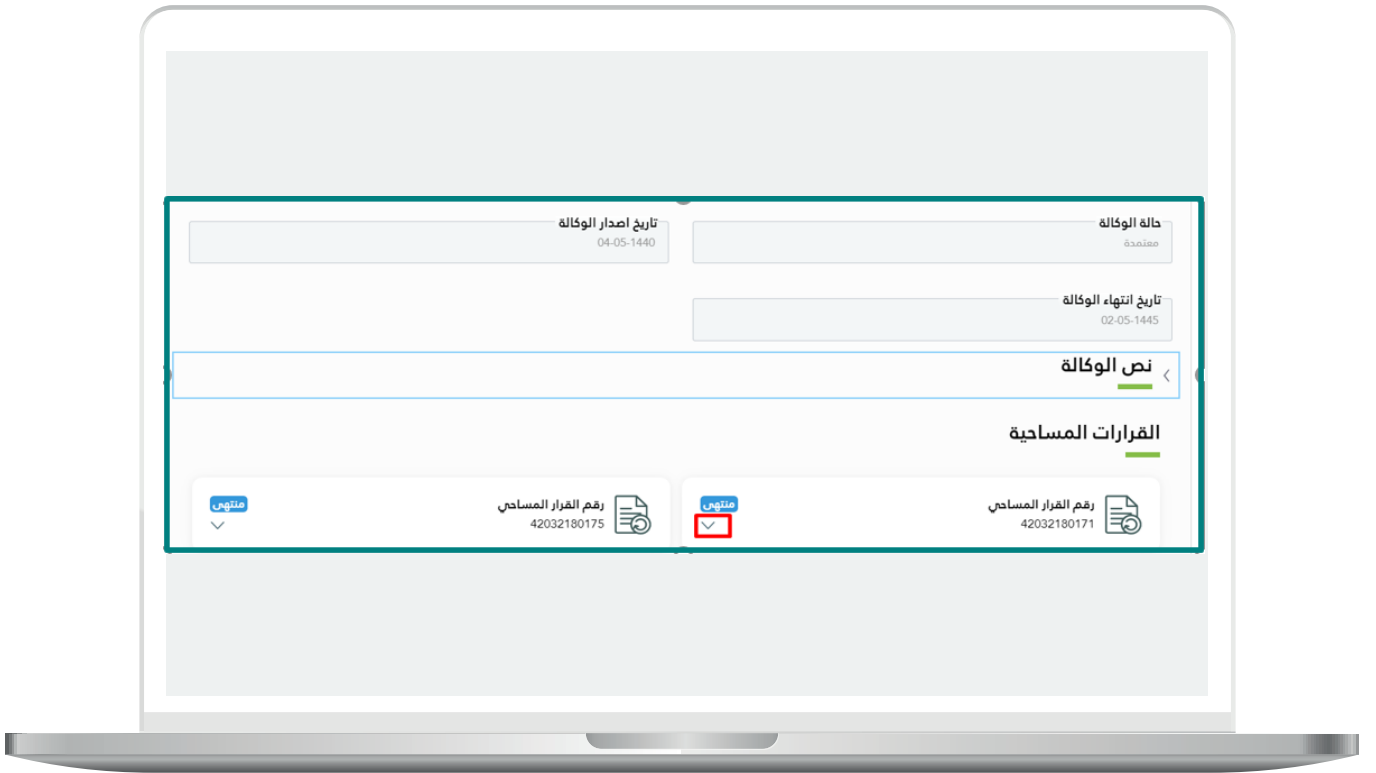 حالة الوكالة
معتمدة
تاريخ اصدار الوكالة
04-05-1440
تاريخ انتهاء الوكالة
02-05-1445
نص الوكالة
القرارات المساحية
رقم القرار المساحي
42032180171
منتهي
رقم القرار المساحي
42032180175
منتهي